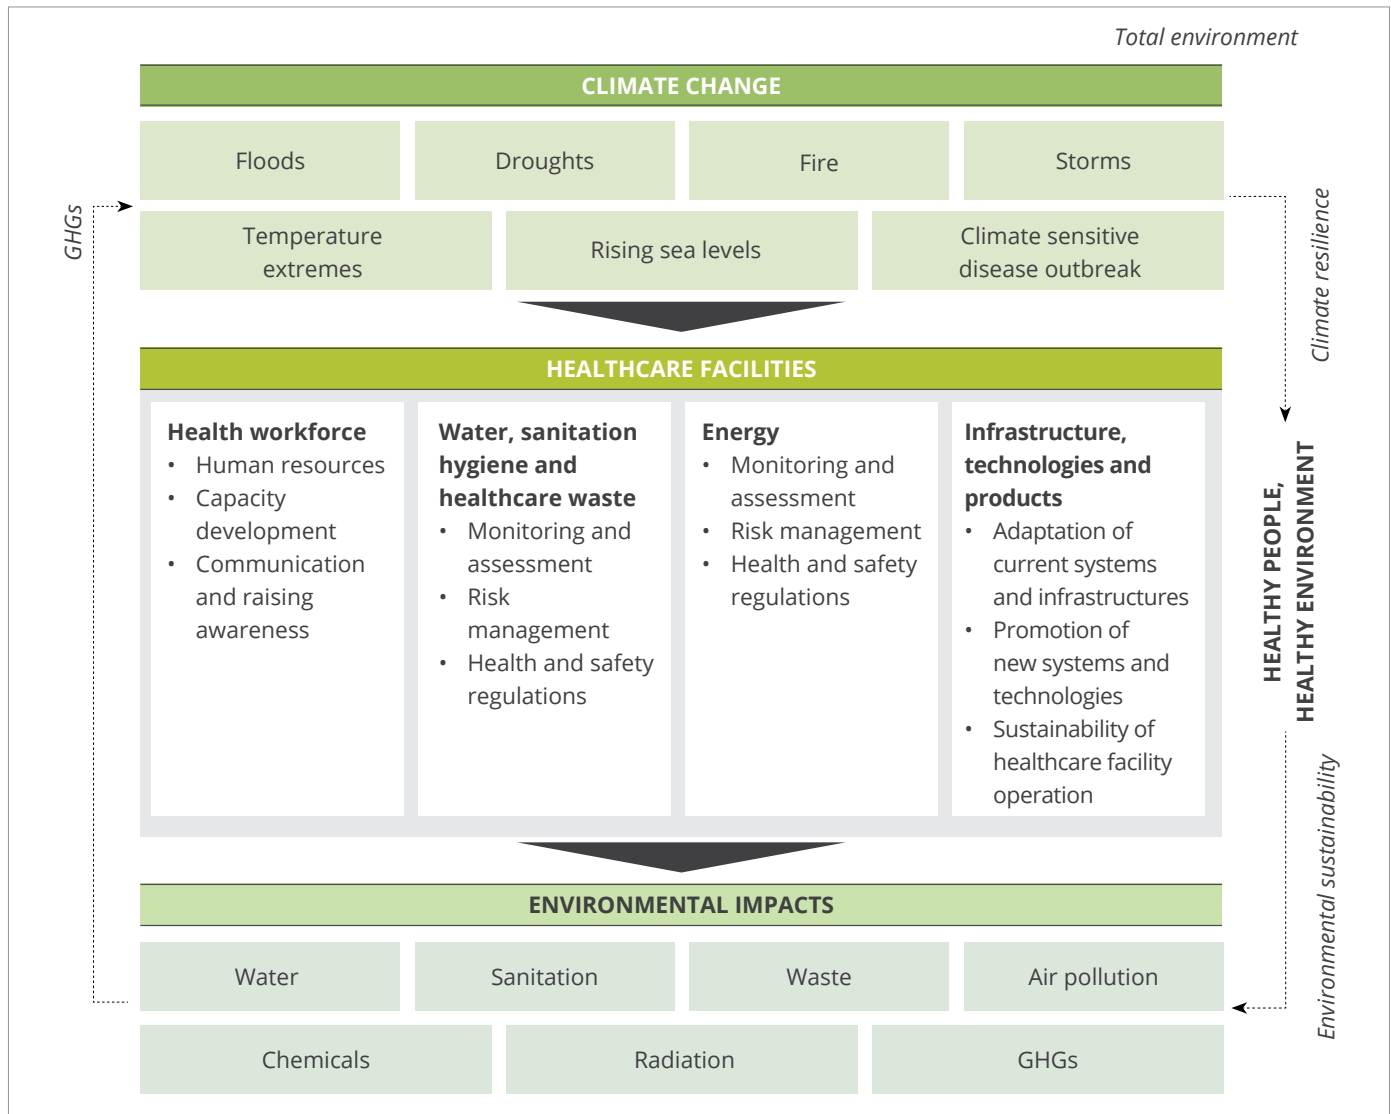 Total environment
CLIMATE CHANGE
Floods
Droughts
Fire
Storms
Temperature
extremes
Rising sea levels
Climate sensitive
disease outbreak
GHGs
Climate resilience
HEALTHCARE FACILITIES
Health workforce
• Human resources
• Capacity
development
• Communication
and raising
awareness
Water, sanitation
hygiene and
healthcare waste
• Monitoring and
assessment
• Risk
management
• Health and safety
regulations
Energy
• Monitoring and
assessment
• Risk management
• Health and safety
regulations
Infrastructure,
technologies and
products
• Adaptation of
current systems
and infrastructures
• Promotion of
new systems and
technologies
• Sustainability of
healthcare facility
operation
HEALTHY PEOPLE,
HEALTHY ENVIRONMENT
Environmental sustainability
ENVIRONMENTAL IMPACTS
Water
Sanitation
Waste
Air pollution
Chemicals
Radiation
GHGs